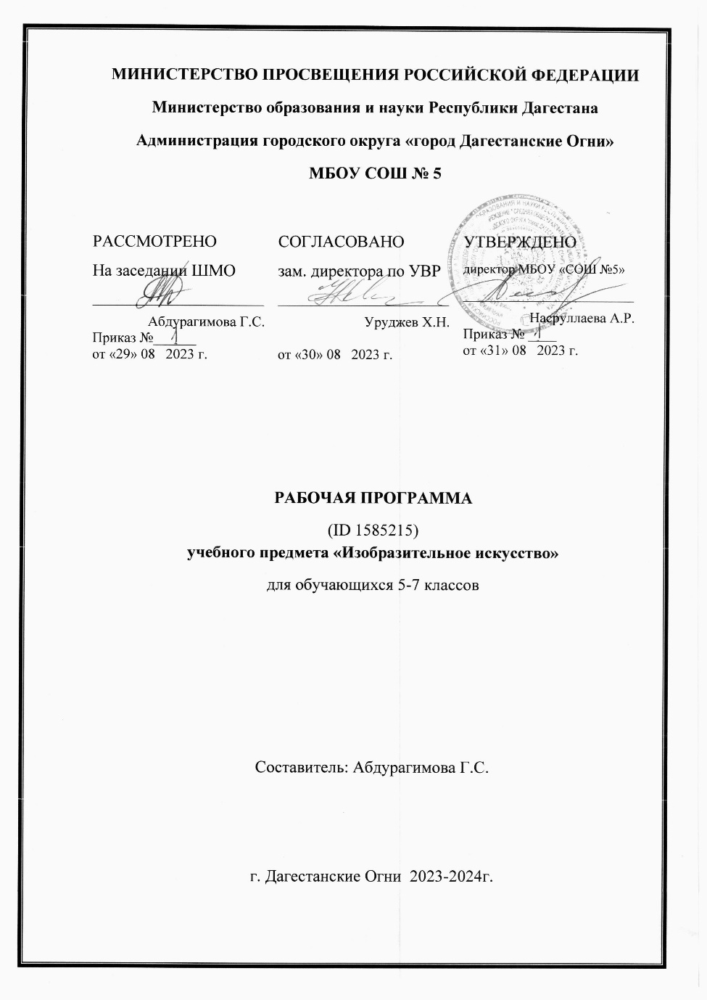 МИНИСТЕРСТВО ПРОСВЕЩЕНИЯ РОССИЙСКОЙ ФЕДЕРАЦИИ
Министерство образования и науки Республики Дагестана
Администрация городского округа «город Дагестанские Огни»
МБОУ СОШ № 5
РАССМОТРЕНО
На заседании ШМО
Абдурагимова Г.С.
Приказ № 1
от «29» 08 2023 г.
СОГЛАСОВАНО
зам. директора по УВР
Уруджев Х.Н.
от «30» 08 2023 г.
УТВЕРЖДЕНО
директор МБОУ «СОШ №5»
Насруллаева А.Р.
Приказ № 1
от «31» 08 2023 г.
РАБОЧАЯ ПРОГРАММА
(ID 1585215)
учебного предмета «Изобразительное искусство»
для обучающихся 5-7 классов
Составитель: Абдурагимова Г.С.
г. Дагестанские Огни 2023-2024г.